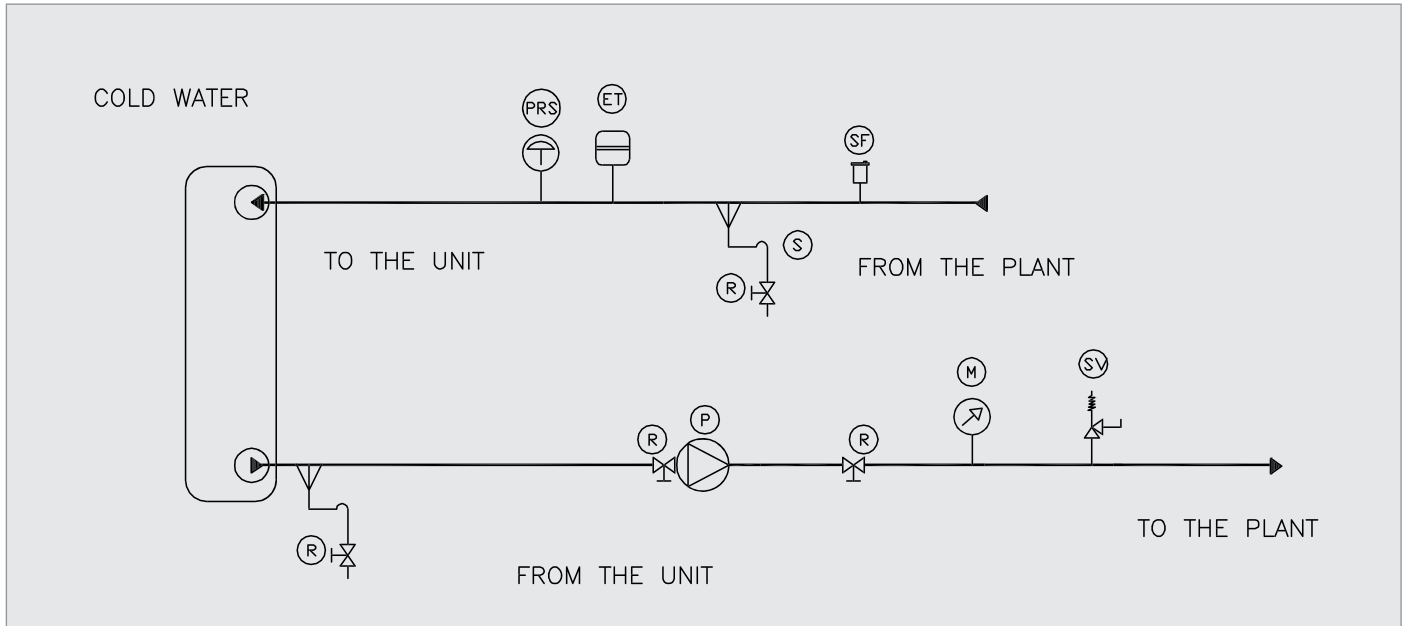 COLD WATER
PRS
ET
SF
TO THE UNIT
S
FROM THE PLANT
R
M
SV
P
R
R
R
TO THE PLANT
FROM THE UNIT